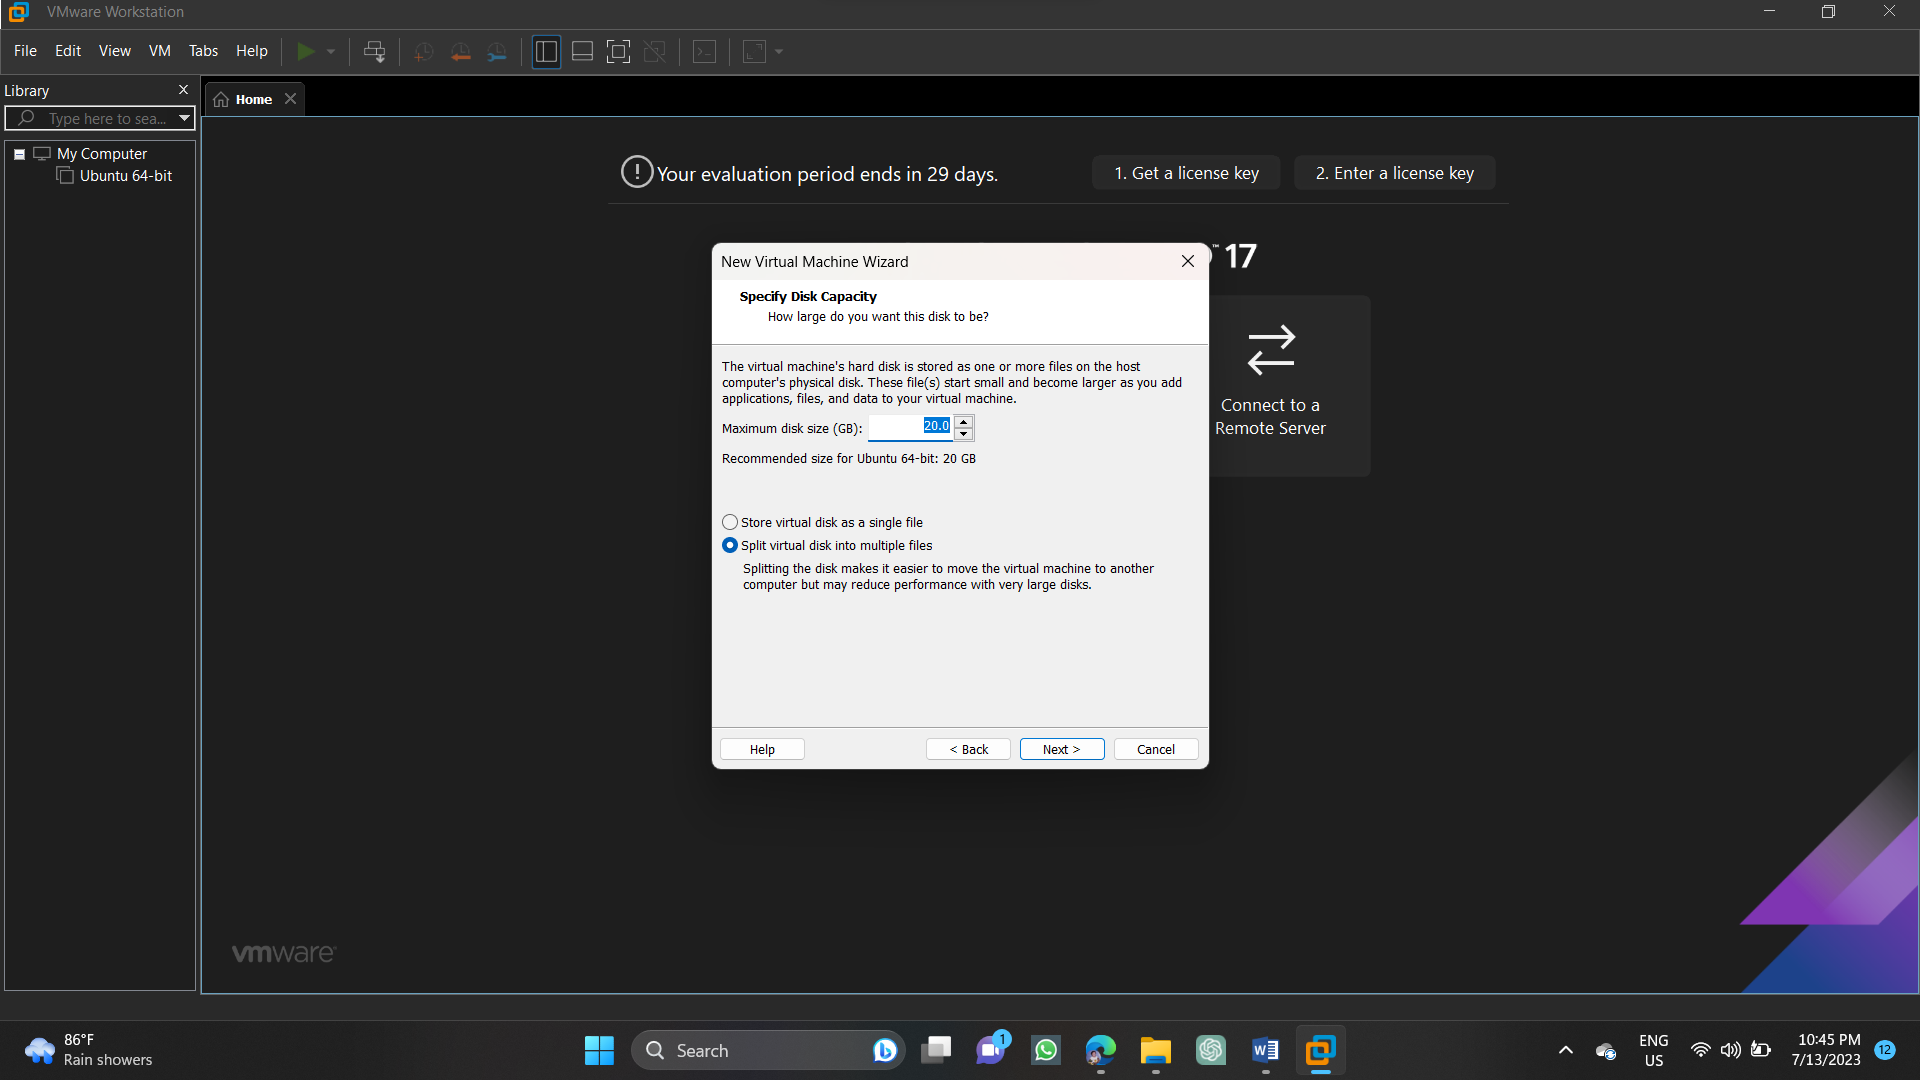 VMware Workstation
File Edit View VM Tabs Help
Library
Type here to sea...
Home
My Computer
Ubuntu 64-bit
! Your evaluation period ends in 29 days. 1. Get a license key 2. Enter a license key
™ 17
New Virtual Machine Wizard
Specify Disk Capacity
How large do you want this disk to be?
The virtual machine's hard disk is stored as one or more files on the host
computer's physical disk. These file(s) start small and become larger as you add
applications, files, and data to your virtual machine.
Maximum disk size (GB): 20.0
Recommended size for Ubuntu 64-bit: 20 GB
Store virtual disk as a single file
Split virtual disk into multiple files
Splitting the disk makes it easier to move the virtual machine to another
computer but may reduce performance with very large disks.
Help < Back Next > Cancel
Connect to a
Remote Server
vmware
86°F
Rain showers
Search
1
ENG
US
10:45 PM
7/13/2023
12